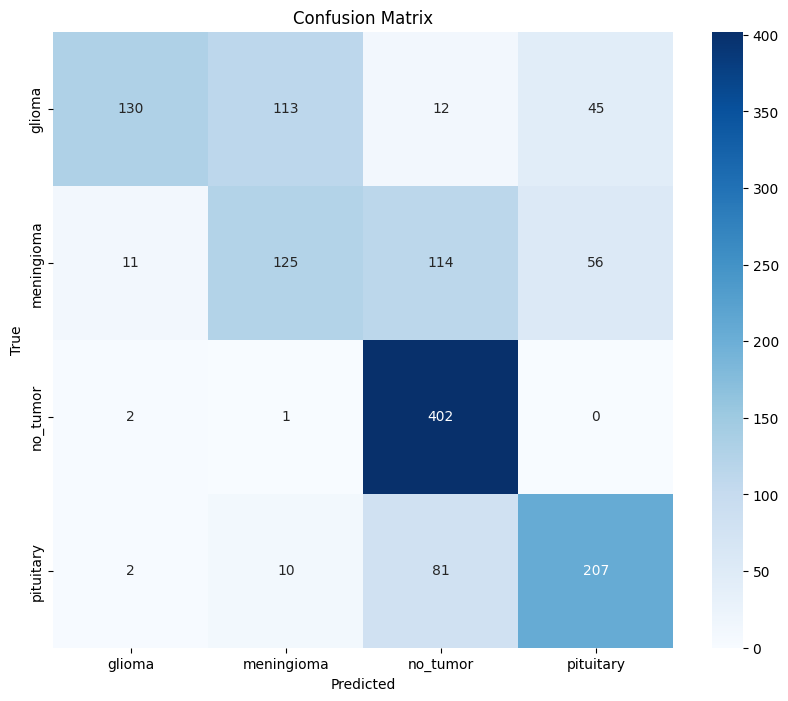 Confusion Matrix
glioma 130 113 12 45
meningioma 11 125 114 56
no_tumor 2 1 402 0
pituitary 2 10 81 207
glioma meningioma no_tumor pituitary
True
Predicted
400
350
300
250
200
150
100
50
0